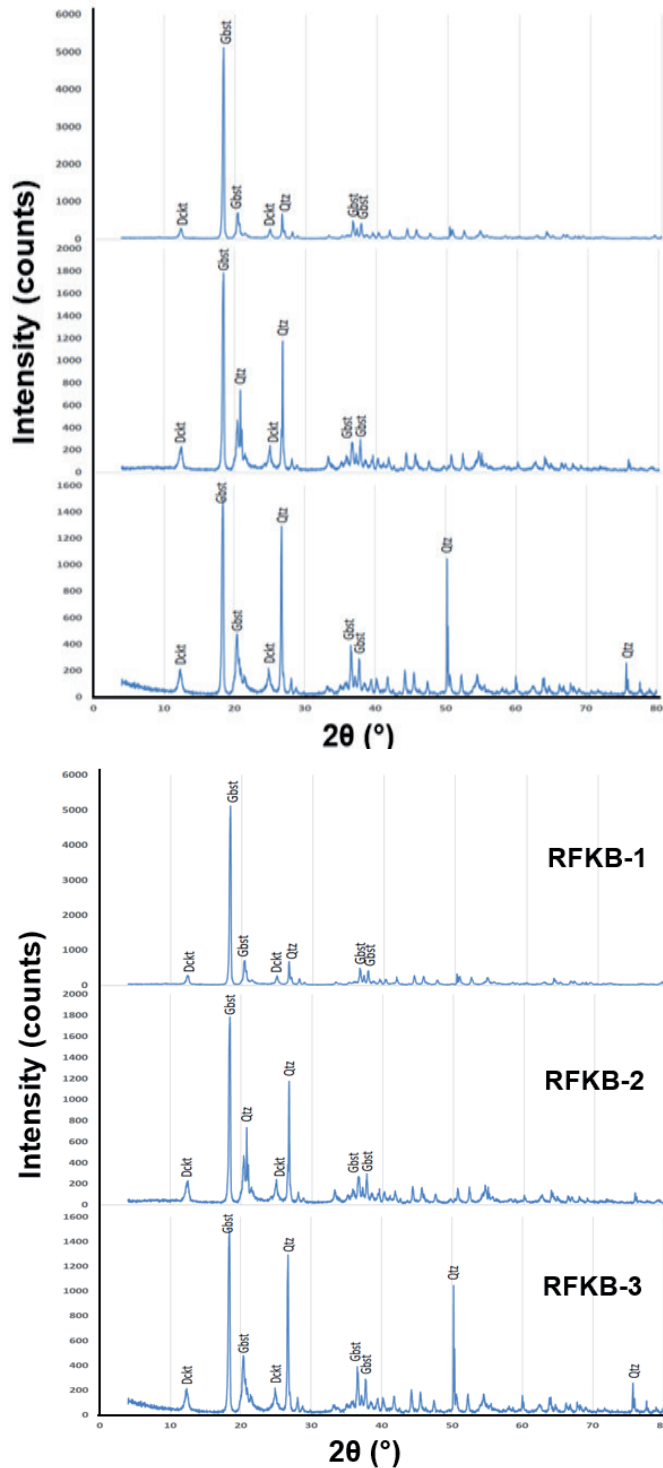 6000
Gbst
5000
4000
3000
2000
1000
Dckt
Gbst
Dckt
Qtz
Gbst
Gbst
0
2000
Gbst
1800
1600
1400
1200
Qtz
1000
800
Qtz
600
400
Dckt
Dckt
Gbst
Gbst
200
0
1600
Gbst
1400
Qtz
1200
1000
Qtz
800
600
Gbst
400
Dckt
Dckt
Gbst
Gbst
200
Qtz
0
0 10 20 30 40 50 60 70 80
Intensity (counts)
2θ (°)
6000
Gbst
5000
4000
RFKB-1
3000
2000
1000
Dckt
Gbst
Dckt
Qtz
Gbst
Gbst
0
2000
Gbst
1800
1600
1400
RFKB-2
1200
Qtz
1000
800
Qtz
600
400
Dckt
Dckt
Gbst
Gbst
200
0
1600
Gbst
1400
RFKB-3
1200
Qtz
1000
Qtz
800
600
Gbst
400
Dckt
Dckt
Gbst
Gbst
200
Qtz
0
0 10 20 30 40 50 60 70 80
Intensity (counts)
2θ (°)